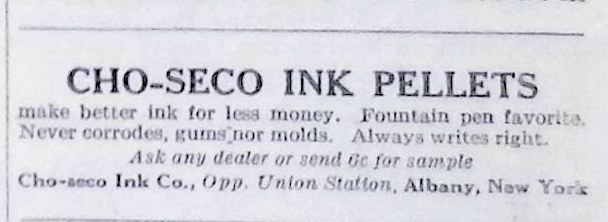 CHO-SECO INK PELLETS
make better ink for less money. Fountain pen favorite.
Never corrodes, gums nor molds. Always writes right.
Ask any dealer or send 6c for sample
Cho-seco Ink Co., Opp. Union Station, Albany, New York